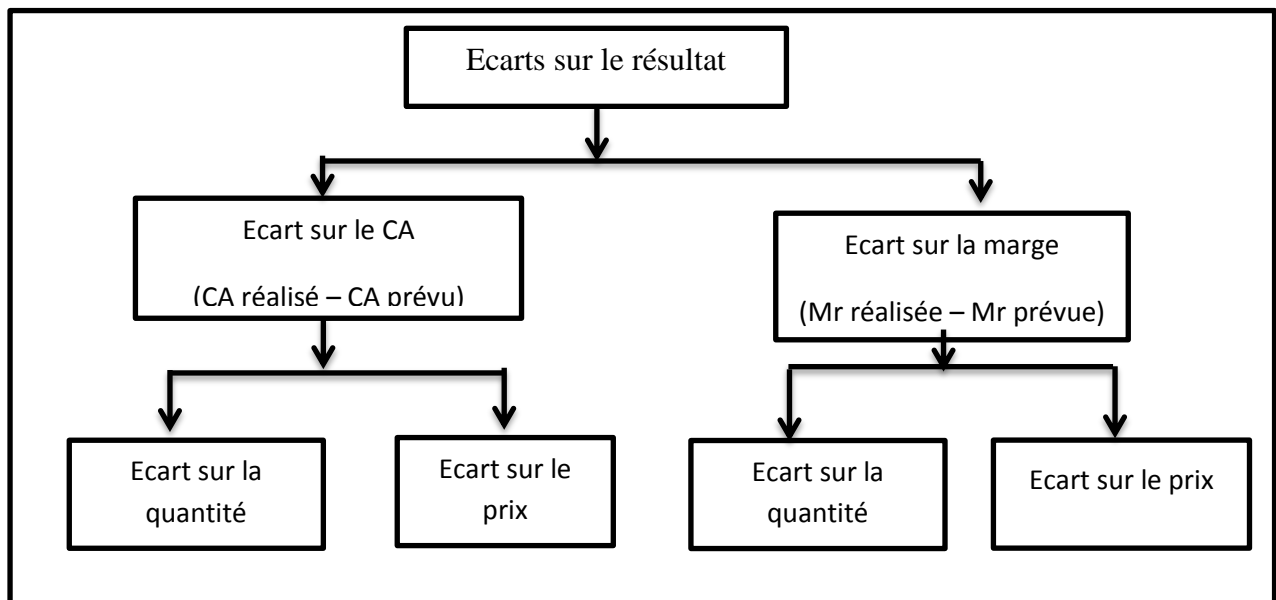 Ecarts sur le résultat
Ecart sur le CA
(CA réalisé – CA prévu)
Ecart sur la marge
(Mr réalisée – Mr prévue)
Ecart sur la
quantité
Ecart sur le
prix
Ecart sur la
quantité
Ecart sur le prix